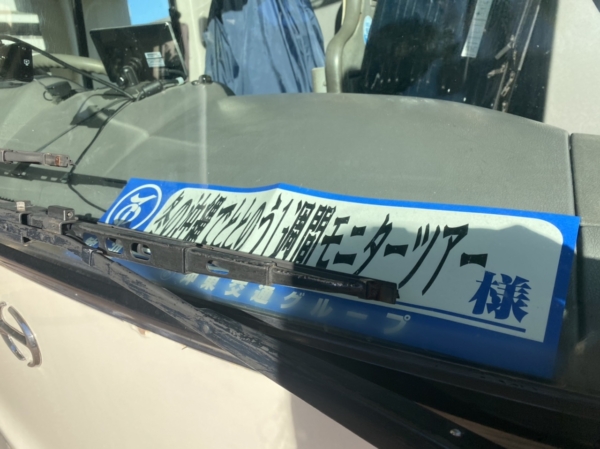 冬の沖縄でととのう1週間モニターツアー
様
東交通グループ